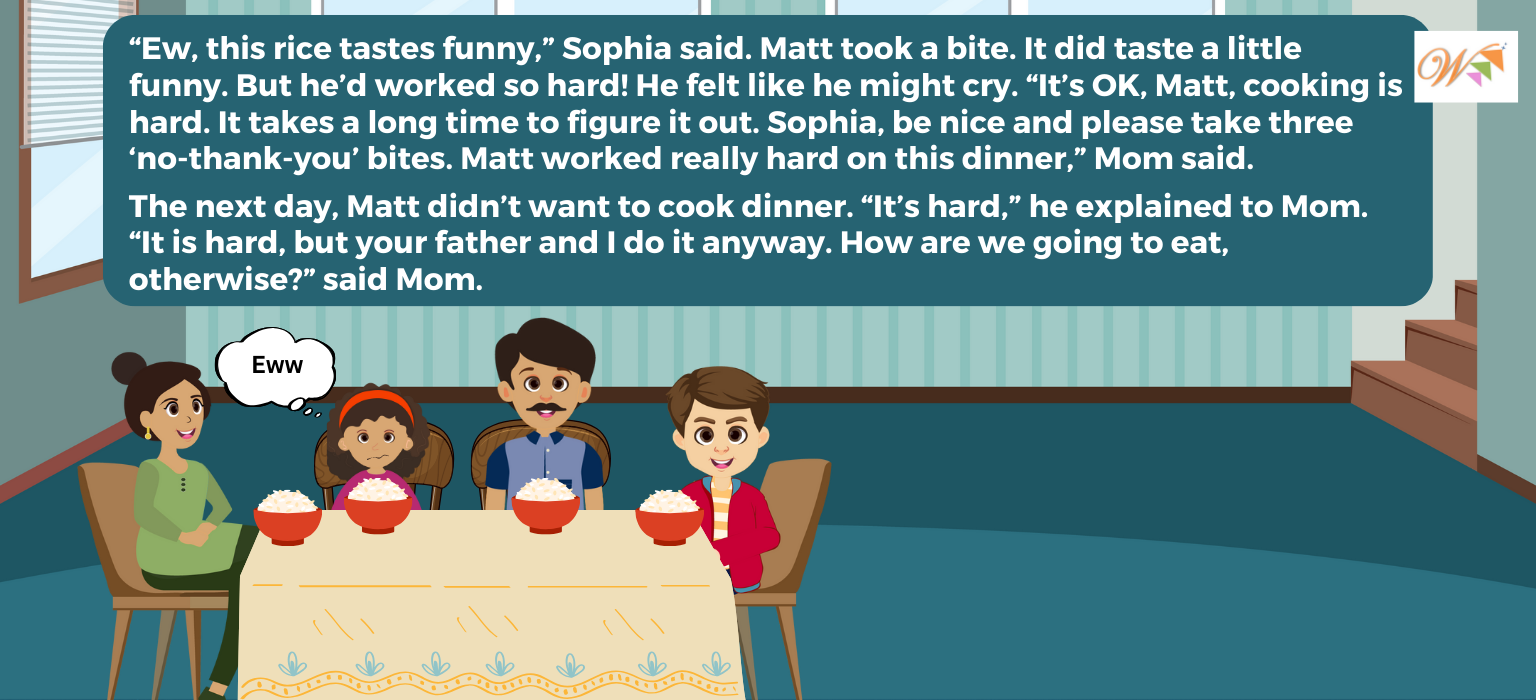 “Ew, this rice tastes funny,” Sophia said. Matt took a bite. It did taste a little
funny. But he’d worked so hard! He felt like he might cry. “It’s OK, Matt, cooking is
hard. It takes a long time to figure it out. Sophia, be nice and please take three
‘no-thank-you’ bites. Matt worked really hard on this dinner,” Mom said.
The next day, Matt didn’t want to cook dinner. “It’s hard,” he explained to Mom.
“It is hard, but your father and I do it anyway. How are we going to eat,
otherwise?” said Mom.
W
Eww